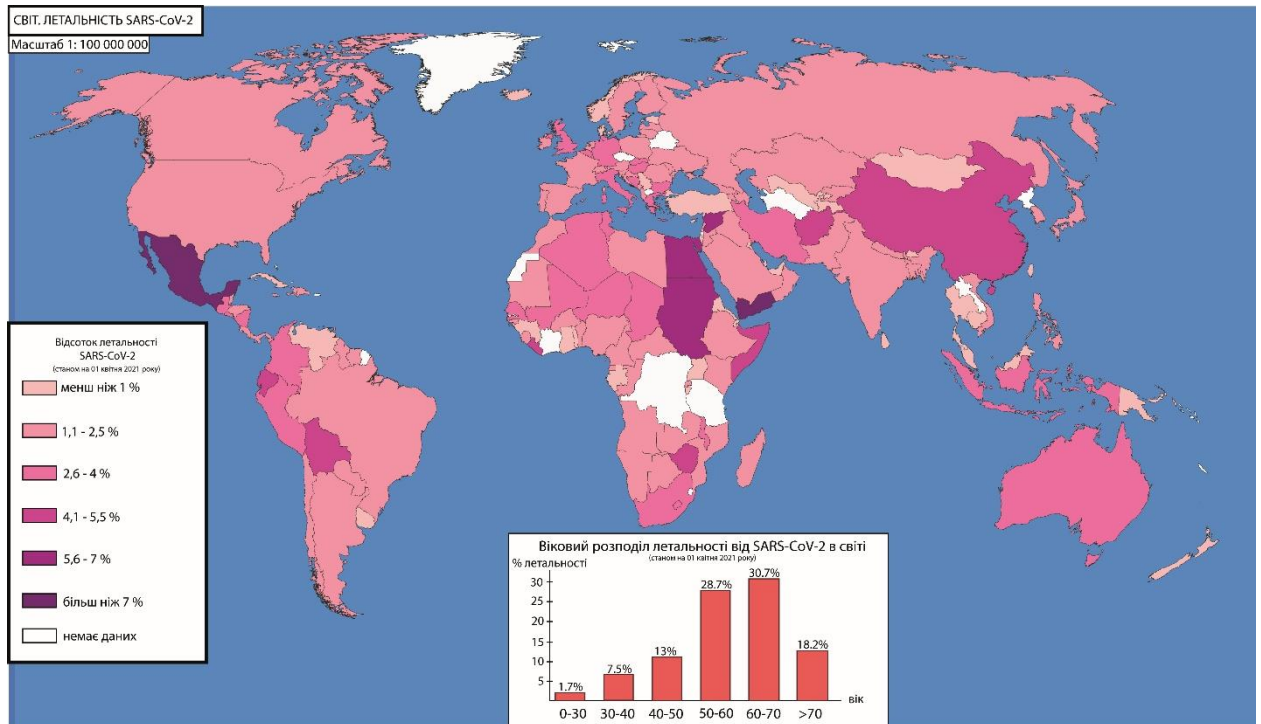 СВІТ. ЛЕТАЛЬНІСТЬ SARS-CoV-2
Масштаб 1: 100 000 000
Відсоток летальності
SARS-CoV-2
(станом на 01 квітня 2021 року)
менш ніж 1 %
1,1 - 2,5 %
2,6 - 4 %
4,1 - 5,5 %
5,6 - 7 %
більш ніж 7 %
немає даних
Віковий розподіл летальності від SARS-CoV-2 в світі
(станом на 01 квітня 2021 року)
% летальності
30
25
20
15
10
5
1.7%
7.5%
13%
28.7%
30.7%
18.2%
0-30
30-40
40-50
50-60
60-70
>70
вік